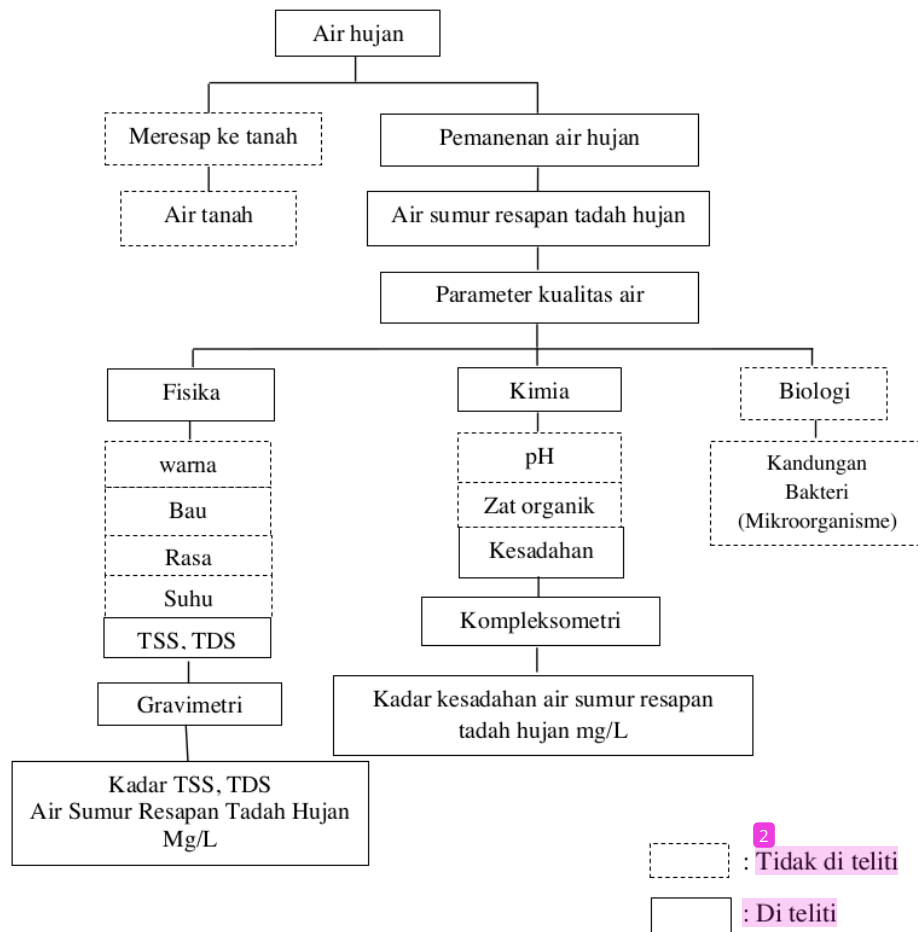 Air hujan
Meresap ke tanah
Pemanenan air hujan
Air tanah
Air sumur resapan tadah hujan
Parameter kualitas air
Fisika
Kimia
Biologi
warna
Bau
Rasa
Suhu
TSS, TDS
Gravimetri
Kadar TSS, TDS
Air Sumur Resapan Tadah Hujan
Mg/L
pH
Zat organik
Kesadahan
Kompleksometri
Kadar kesadahan air sumur resapan
tadah hujan mg/L
Kandungan
Bakteri
(Mikroorganisme)
2
: Tidak di teliti
: Di teliti